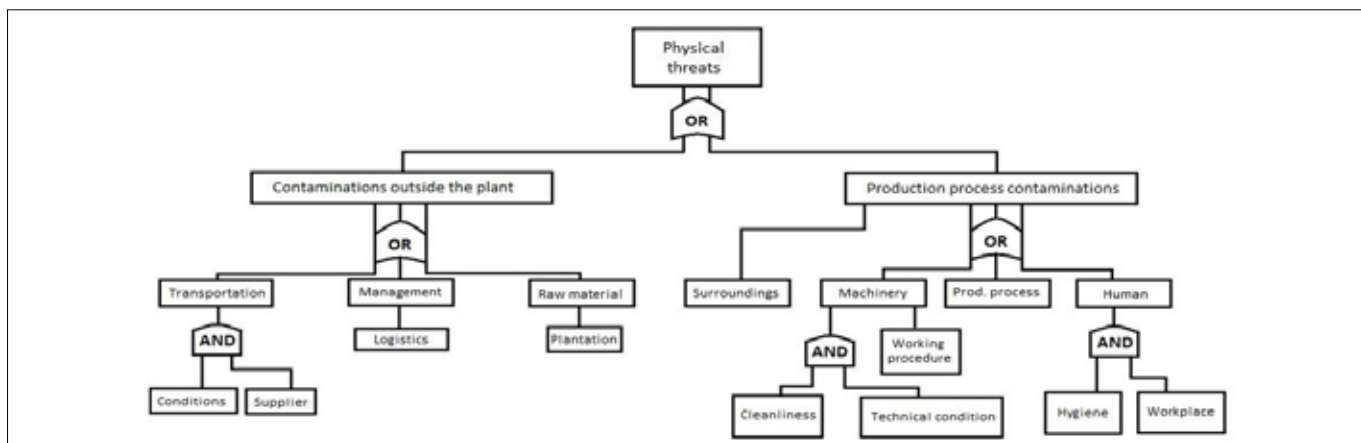 Physical
threats
OR
Contaminations outside the plant
Production process contaminations
OR
OR
Transportation
Management
Raw material
Surroundings
Machinery
Prod. process
Human
AND
Logistics
Plantation
AND
Working
procedure
AND
Conditions
Supplier
Cleanliness
Technical condition
Hygiene
Workplace